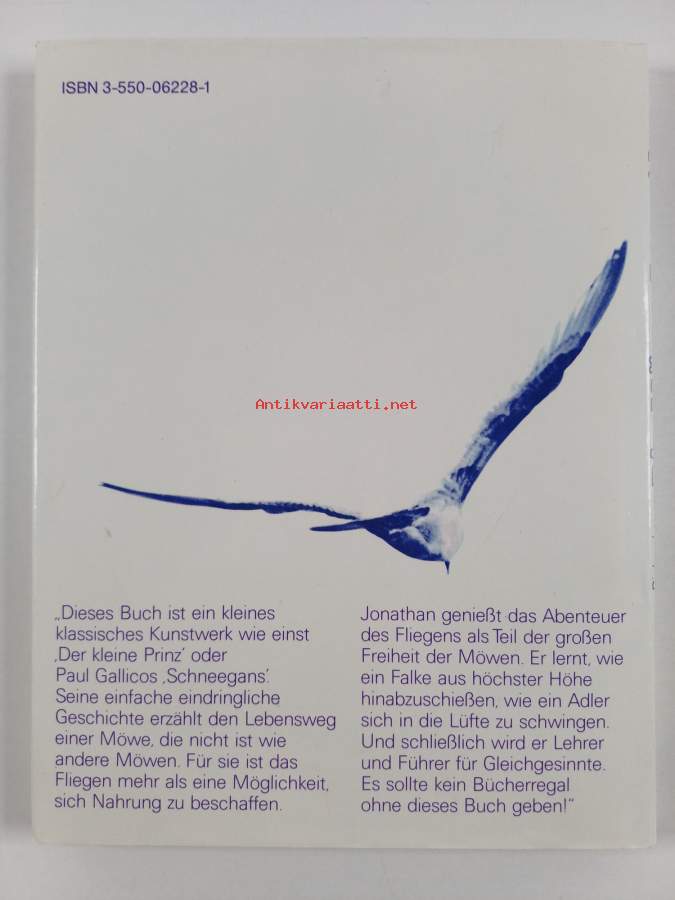 ISBN 3-550-06228-1
Antikvariaatti.net
„Dieses Buch ist ein kleines
klassisches Kunstwerk wie einst
‚Der kleine Prinz‘ oder
Paul Gallicos ‚Schneegans‘.
Seine einfache eindringliche
Geschichte erzählt den Lebensweg
einer Möwe, die nicht ist wie
andere Möwen. Für sie ist das
Fliegen mehr als eine Möglichkeit,
sich Nahrung zu beschaffen.
Jonathan genießt das Abenteuer
des Fliegens als Teil der großen
Freiheit der Möwen. Er lernt, wie
ein Falke aus höchster Höhe
hinabzuschießen, wie ein Adler
sich in die Lüfte zu schwingen.
Und schließlich wird er Lehrer
und Führer für Gleichgesinnte.
Es sollte kein Bücherregal
ohne dieses Buch geben!“